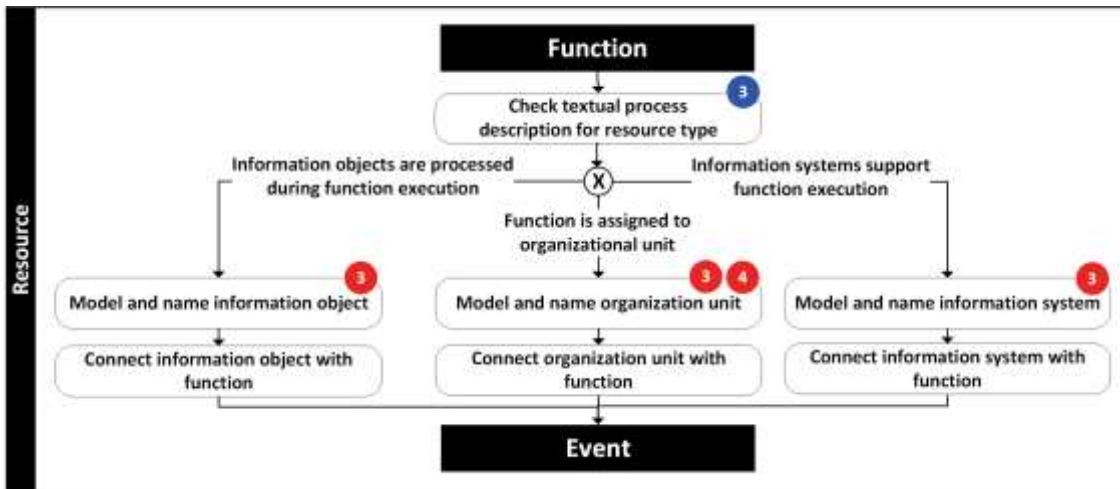 Resource
Function
3
Check textual process
description for resource type
Information objects are processed
during function execution
X
Information systems support
function execution
Function is assigned to
organizational unit
3
Model and name information object
3 4
Model and name organization unit
3
Model and name information system
Connect information object with
function
Connect organization unit with
function
Connect information system with
function
Event